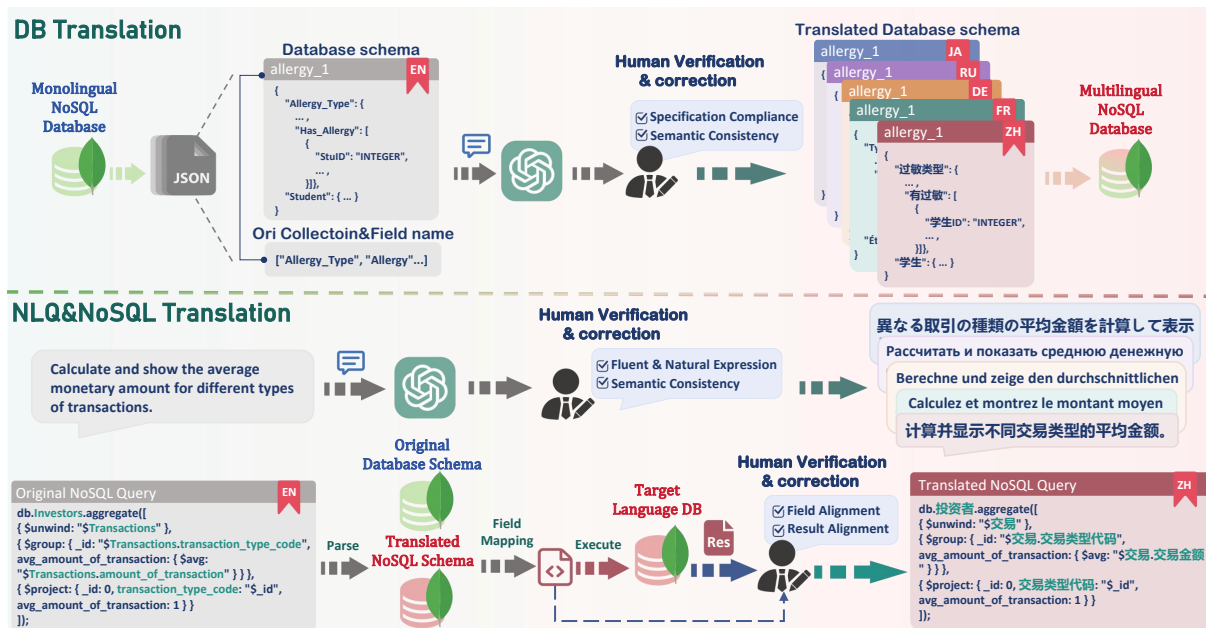 DB Translation
Monolingual
NoSQL
Database
JSON
Database schema
allergy_1
EN
{
"Allergy_Type": {
... ,
"Has_Allergy": [
{
"StuID": "INTEGER",
... ,
}]},
"Student": { ... }
}
Ori Collectoin&Field name
["Allergy_Type", "Allergy"...]
Human Verification
& correction
Specification Compliance
Semantic Consistency
Translated Database schema
allergy_1
JA
{
allergy_1
RU
{
}
allergy_1
DE
}
allergy_1
FR
{
"Ty
"Ét
}
allergy_1
ZH
{
"过敏类型": {
... ,
"有过敏": [
{
"学生ID": "INTEGER",
... ,
}]},
"学生": { ... }
}
Multilingual
NoSQL
Database
NLQ&NoSQL Translation
Calculate and show the average
monetary amount for different types
of transactions.
Human Verification
& correction
Fluent & Natural Expression
Semantic Consistency
異なる取引の種類の平均金額を計算して表示
Рассчитать и показать среднюю денежную
Berechne und zeige den durchschnittlichen
Calculez et montrez le montant moyen
计算并显示不同交易类型的平均金额。
Original NoSQL Query
EN
db.Investors.aggregate([
{ $unwind: "$Transactions" },
{ $group: { _id: "$Transactions.transaction_type_code",
avg_amount_of_transaction: { $avg:
"$Transactions.amount_of_transaction" } } },
{ $project: { _id: 0, transaction_type_code: "$_id",
avg_amount_of_transaction: 1 } }
]);
Parse
Original
Database Schema
Translated
NoSQL Schema
Field
Mapping
Execute
Target
Language DB
Res
Human Verification
& correction
Field Alignment
Result Alignment
Translated NoSQL Query
ZH
db.投资者.aggregate([
{ $unwind: "$交易" },
{ $group: { _id: "$交易.交易类型代码",
avg_amount_of_transaction: { $avg: "$交易.交易金额
" } } },
{ $project: { _id: 0, 交易类型代码: "$_id",
avg_amount_of_transaction: 1 } }
]);